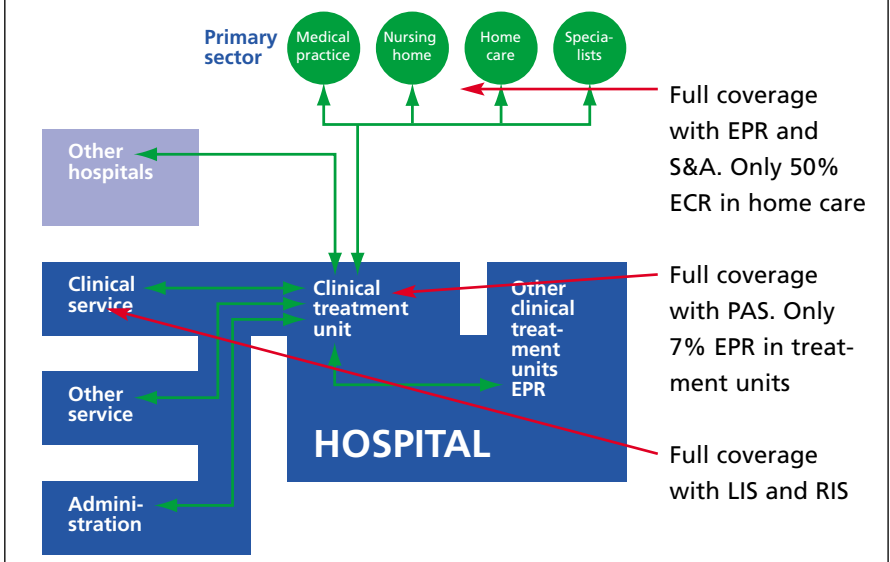 Primary
sector
Medical
practice
Nursing
home
Home
care
Specia-
lists
Full coverage
with EPR and
S&A. Only 50%
ECR in home care
Other
hospitals
Clinical
service
Clinical
treatment
unit
Other
clinical
treat-
ment
units
EPR
Full coverage
with PAS. Only
7% EPR in treat-
ment units
Other
service
HOSPITAL
Full coverage
with LIS and RIS
Admini-
stration